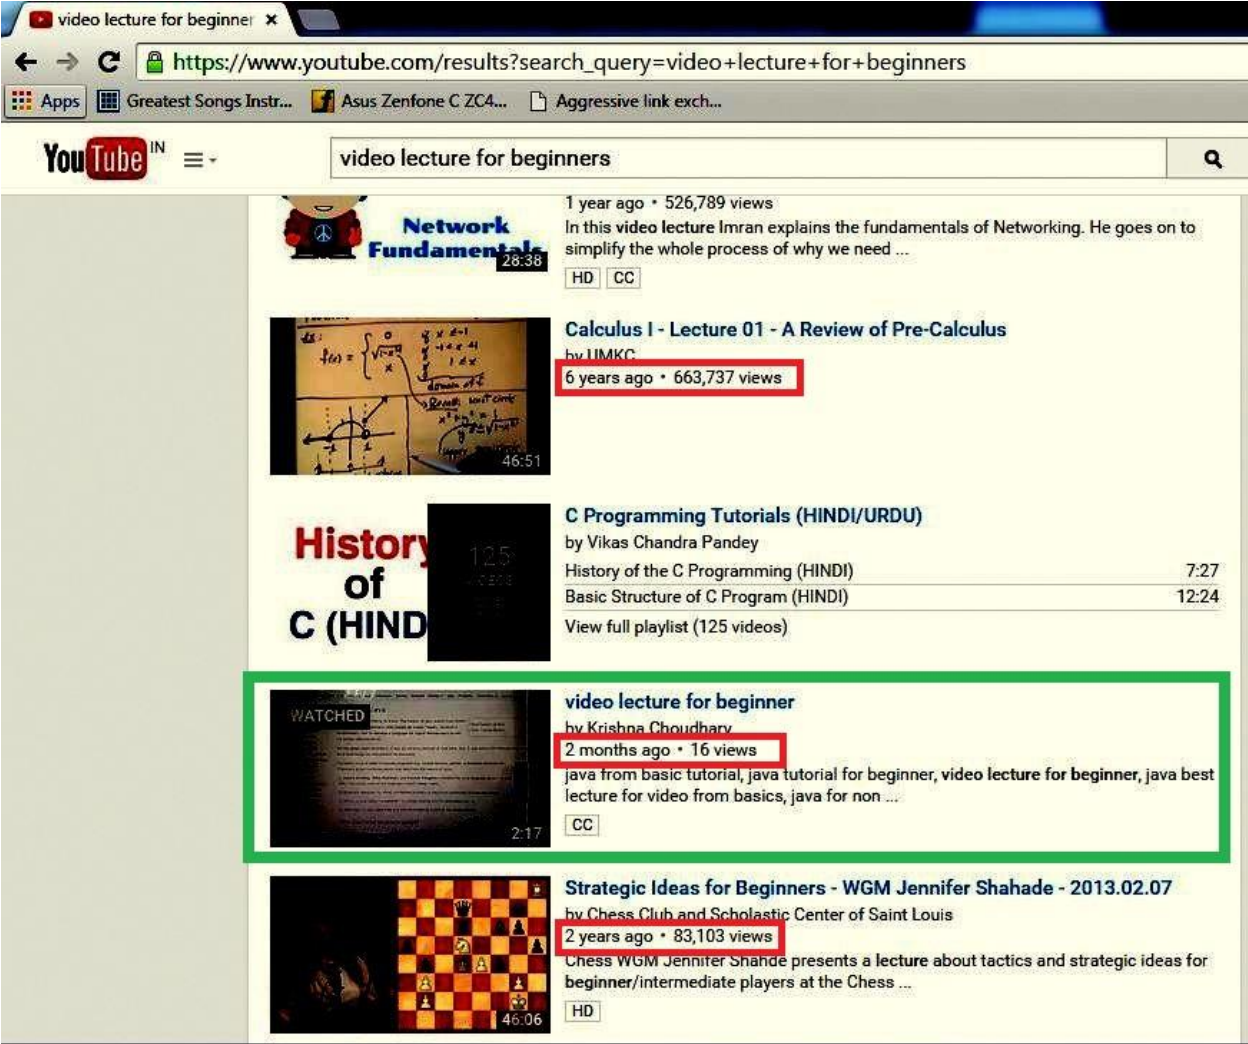 video lecture for beginner
https://www.youtube.com/results?search_query=video+lecture+for+beginners
Apps Greatest Songs Instr... Asus Zenfone C ZC4... Aggressive link exch...
YouTube IN
video lecture for beginners
Network
Fundamentals
28:38
1 year ago • 526,789 views
In this video lecture Imran explains the fundamentals of Networking. He goes on to
simplify the whole process of why we need ...
HD CC
46:51
Calculus I - Lecture 01 - A Review of Pre-Calculus
by UMKC
6 years ago • 663,737 views
History
of
C (HIND
125
VIDEOS
C Programming Tutorials (HINDI/URDU)
by Vikas Chandra Pandey
History of the C Programming (HINDI) 7:27
Basic Structure of C Program (HINDI) 12:24
View full playlist (125 videos)
WATCHED
2:17
video lecture for beginner
by Krishna Choudhary
2 months ago • 16 views
java from basic tutorial, java tutorial for beginner, video lecture for beginner, java best
lecture for video from basics, java for non ...
CC
46:06
Strategic Ideas for Beginners - WGM Jennifer Shahade - 2013.02.07
by Chess Club and Scholastic Center of Saint Louis
2 years ago • 83,103 views
Chess WGM Jennifer Shahde presents a lecture about tactics and strategic ideas for
beginner/intermediate players at the Chess ...
HD